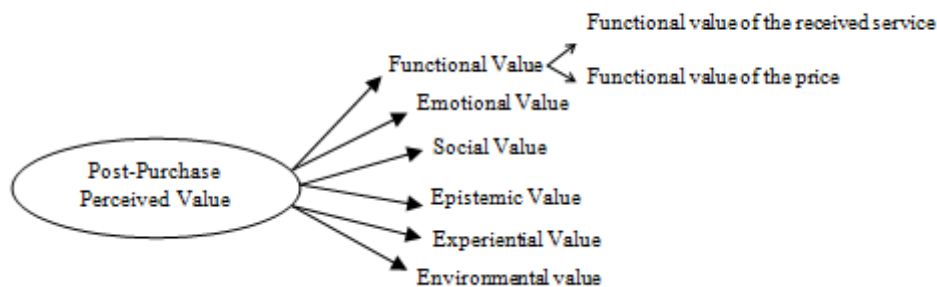 Functional value of the received service
Functional Value
Functional value of the price
Emotional Value
Social Value
Post-Purchase
Perceived Value
Epistemic Value
Experiential Value
Environmental value